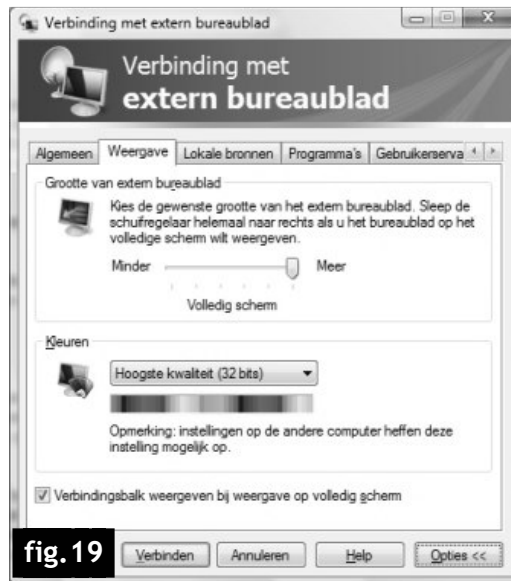 Verbinding met extern bureaublad
Verbinding met
extern bureaublad
Algemeen Weergave Lokale bronnen Programma's Gebruikerserva
Grootte van extern bureaublad
Kies de gewenste grootte van het extern bureaublad. Sleep de
schuifregelaar helemaal naar rechts als u het bureaublad op het
volledige scherm wilt weergeven.
Minder Meer
Volledig scherm
Kleuren
Hoogste kwaliteit (32 bits)
Opmerking: instellingen op de andere computer heffen deze
instelling mogelijk op.
Verbindingsbalk weergeven bij weergave op volledig scherm
fig.19 Verbinden Annuleren Help Opties <<